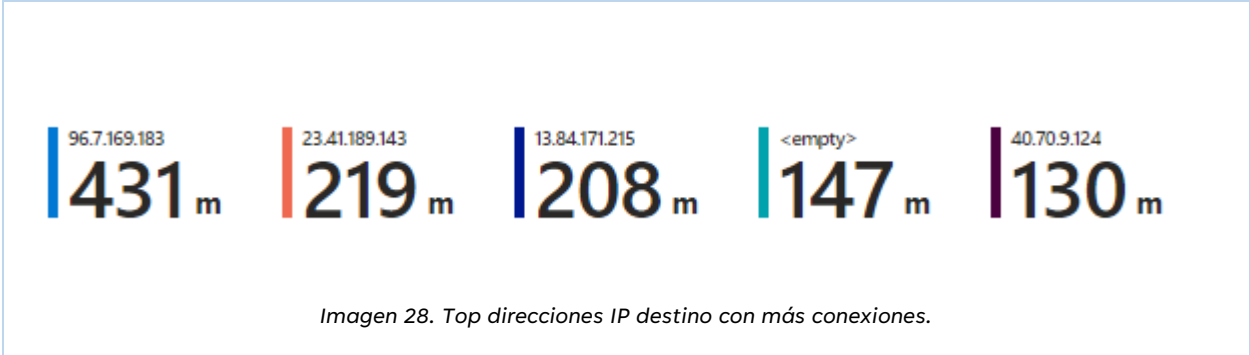 96.7.169.183 23.41.189.143 13.84.171.215 <empty> 40.70.9.124
431 m 219 m 208 m 147 m 130 m
Imagen 28. Top direcciones IP destino con más conexiones.